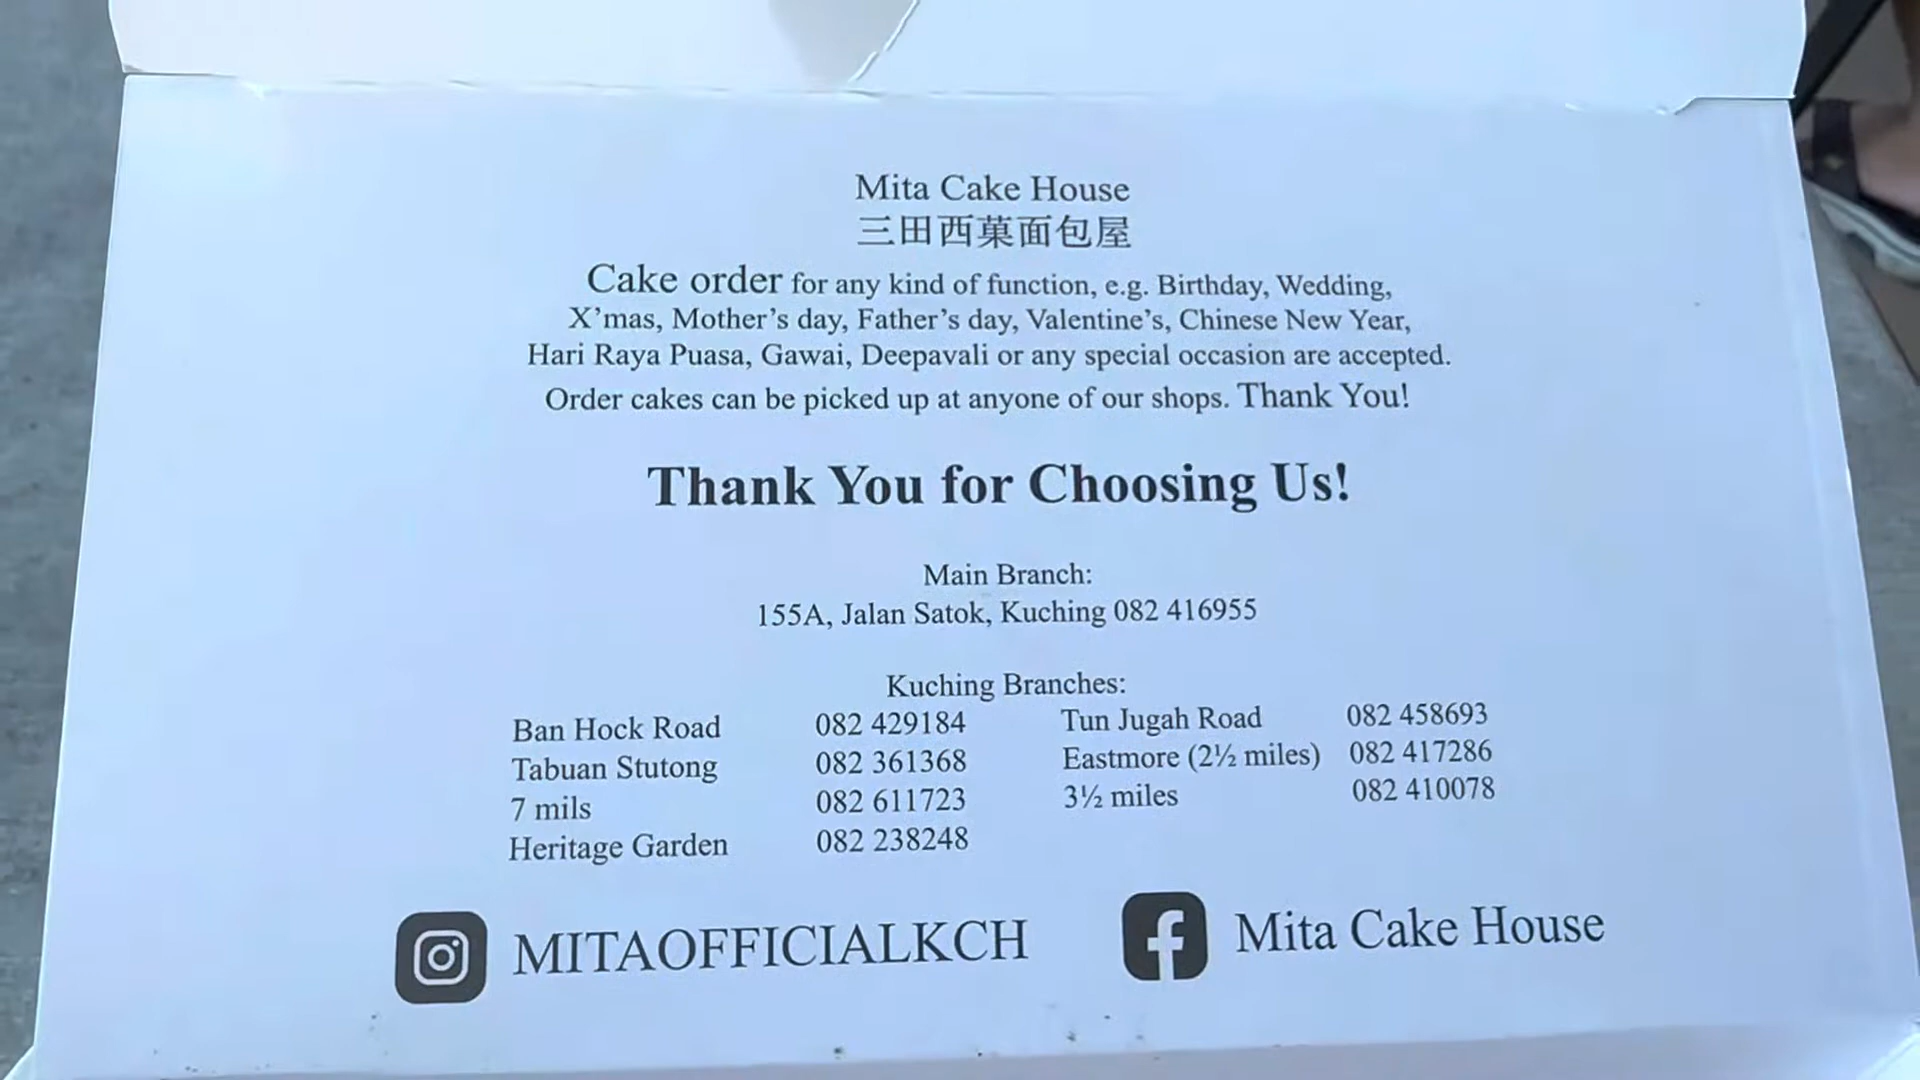 Mita Cake House
三田西菓面包屋
Cake order for any kind of function, e.g. Birthday, Wedding,
X’mas, Mother’s day, Father’s day, Valentine’s, Chinese New Year,
Hari Raya Puasa, Gawai, Deepavali or any special occasion are accepted.
Order cakes can be picked up at anyone of our shops. Thank You!
Thank You for Choosing Us!
Main Branch:
155A, Jalan Satok, Kuching 082 416955
Kuching Branches:
Ban Hock Road 082 429184 Tun Jugah Road 082 458693
Tabuan Stutong 082 361368 Eastmore (2½ miles) 082 417286
7 mils 082 611723 3½ miles 082 410078
Heritage Garden 082 238248
MITAOFFICIALKCH Mita Cake House